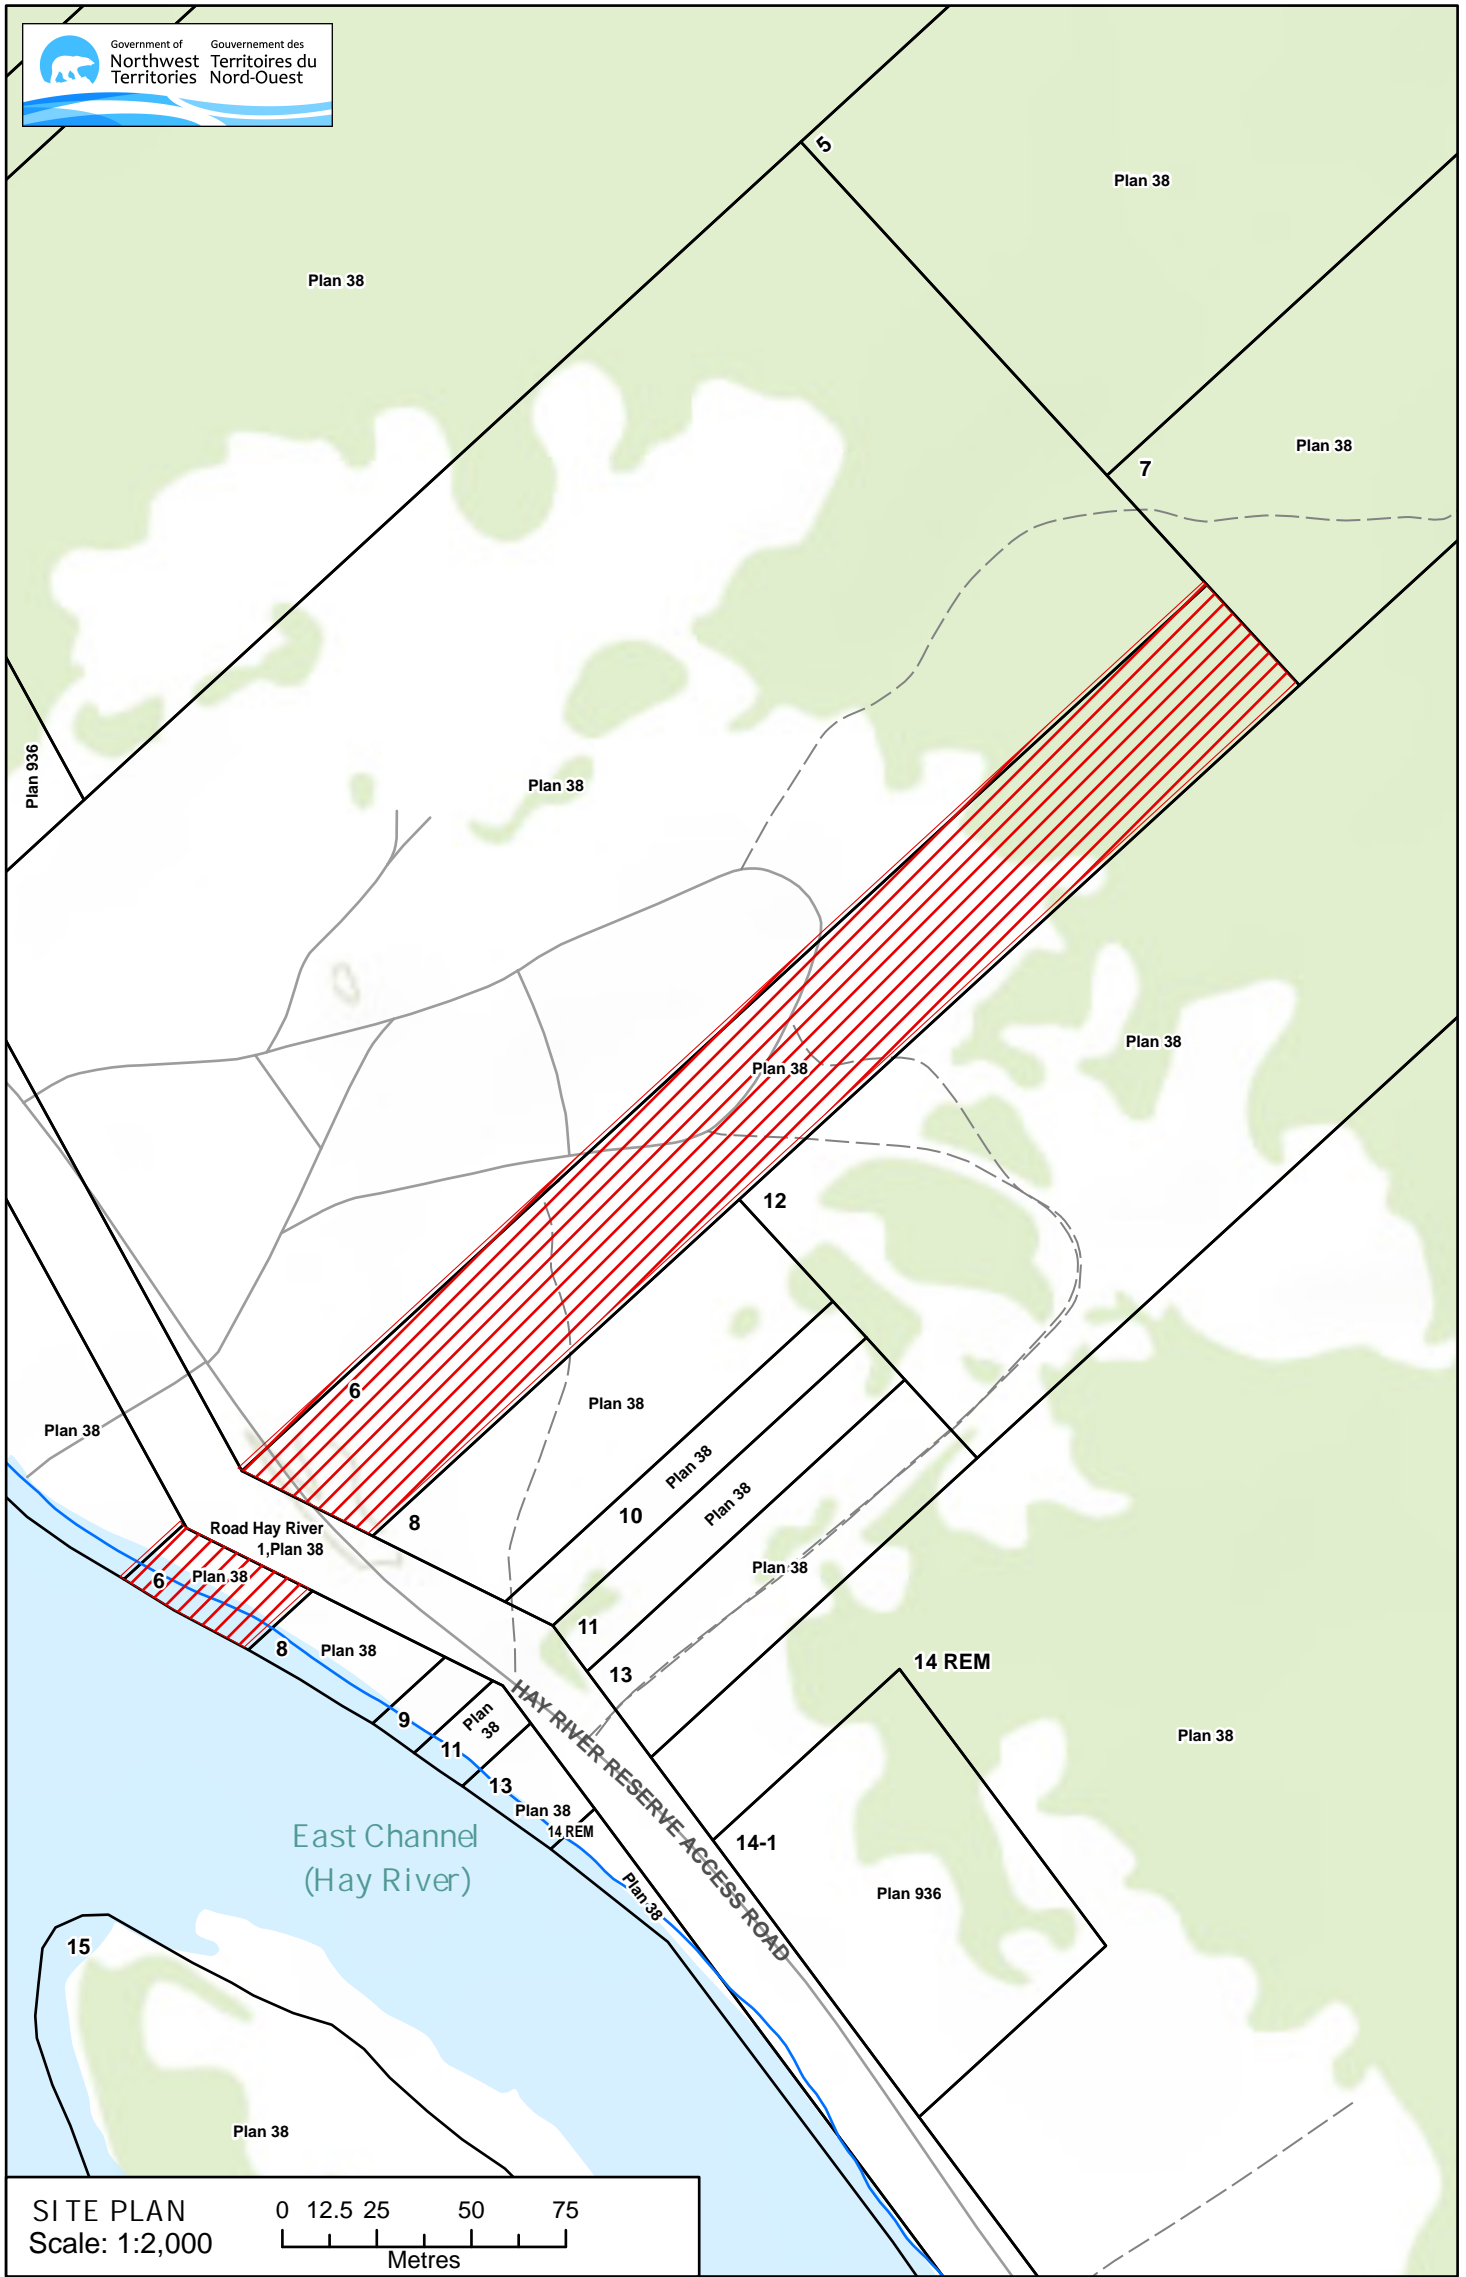 Government of
Northwest
Territories
Gouvernement des
Territoires du
Nord-Ouest
5
Plan 38
Plan 38
Plan 38
7
Plan 936
Plan 38
Plan 38
Plan 38
12
6
Plan 38
Plan 38
Plan 38
10
Plan 38
8
Road Hay River
1,Plan 38
Plan 38
6
Plan 38
11
8
Plan 38
14 REM
13
9
Plan
38
11
Plan 38
13
Plan 38
14 REM
HAY RIVER RESERVE ACCESS ROAD
14-1
East Channel
(Hay River)
Plan 38
Plan 936
15
Plan 38
SITE PLAN
Scale: 1:2,000
0 12.5 25 50 75
Metres